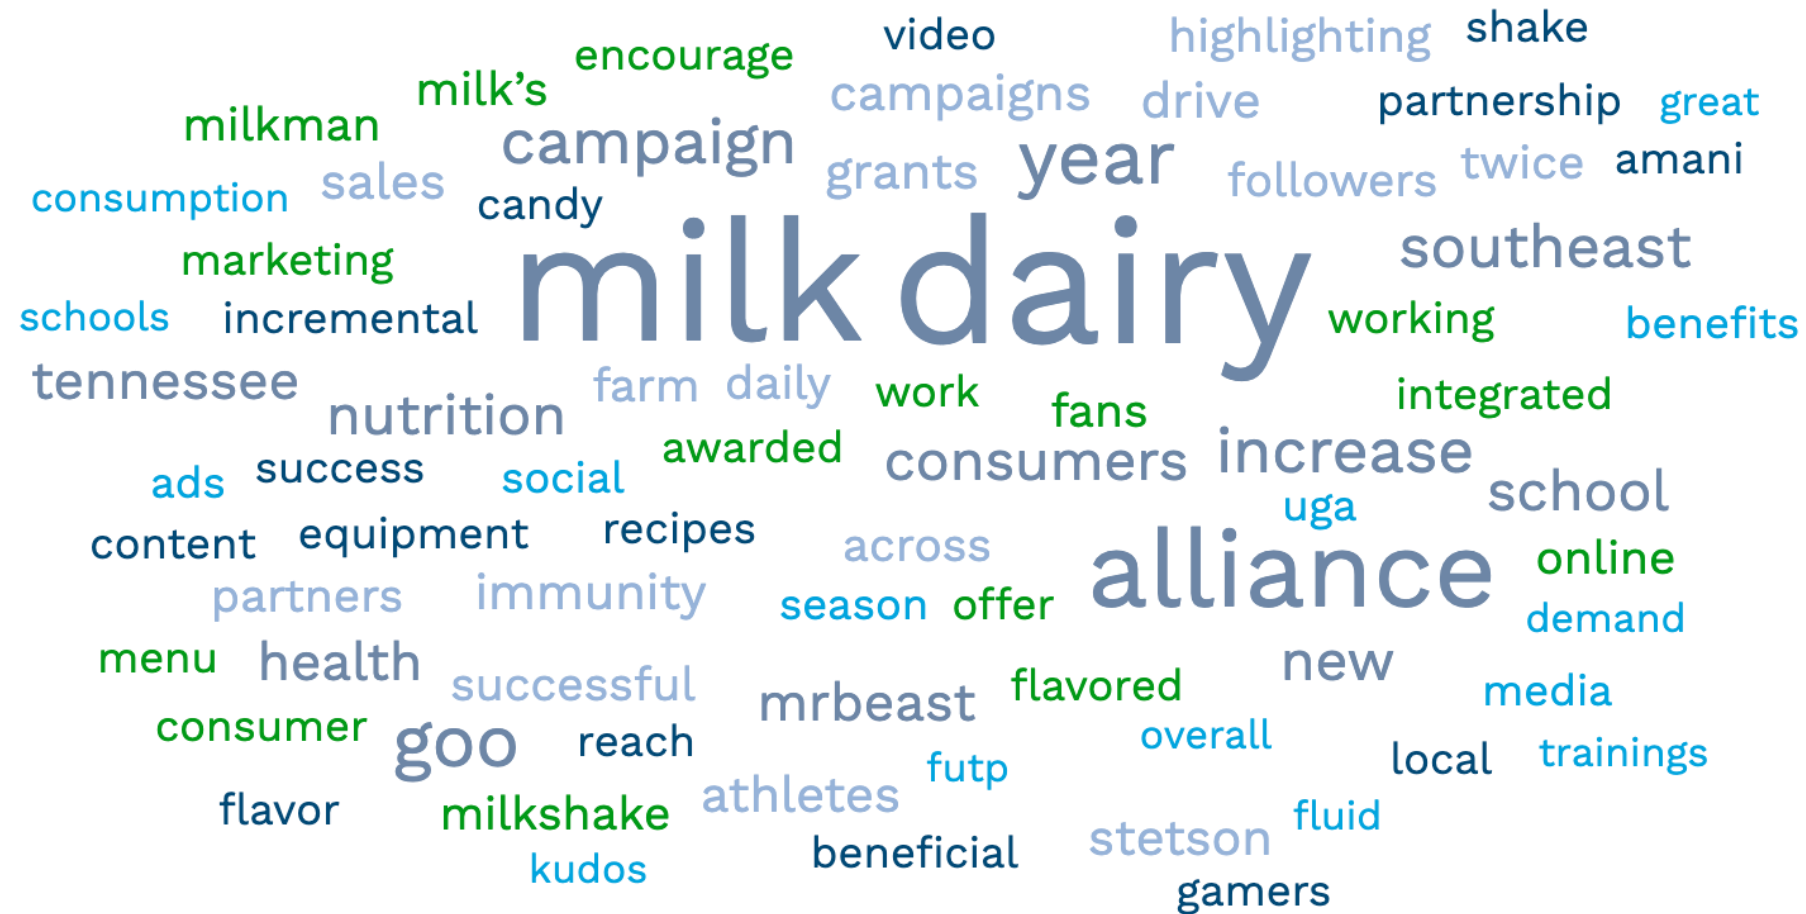 video highlighting shake
encourage
milk's campaigns drive partnership great
milkman campaign grants year followers twice amani
consumption sales candy
marketing milk dairy southeast
schools incremental working benefits
tennessee nutrition farm daily work fans integrated
awarded consumers increase
ads success social uga school
content equipment recipes across alliance online
partners immunity season offer demand
menu health successful mrbeast flavored new media
consumer goo reach overall local trainings
futp
flavor milkshake athletes fluid
kudos beneficial stetson
gamers